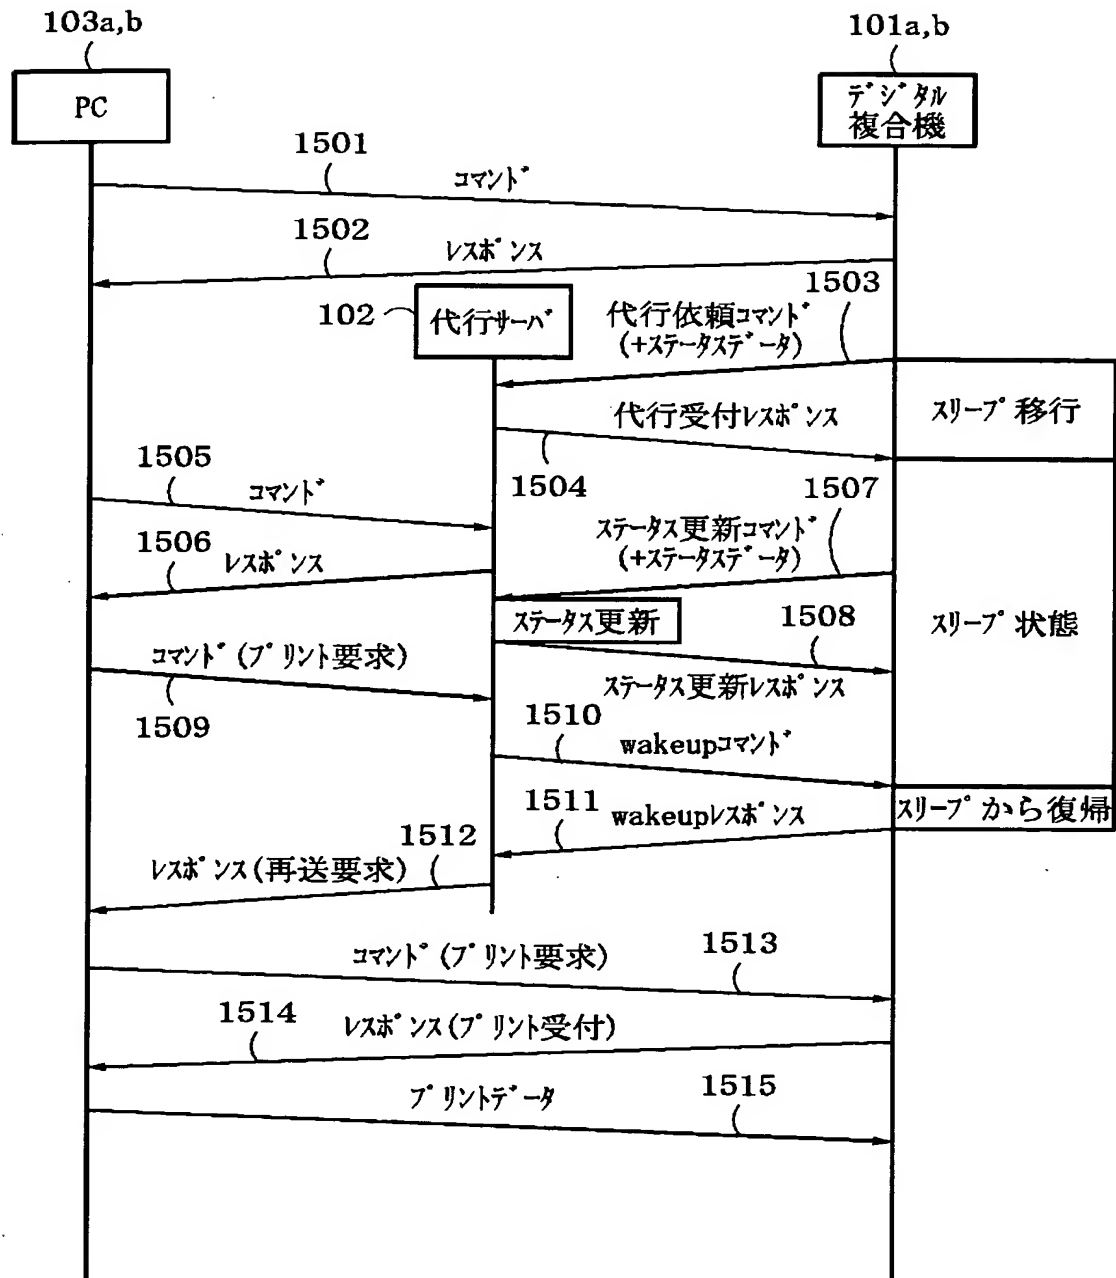 103a,b
101a,b
PC
デジタル
複合機
1501
コマンド
1502
レスポンス
1503
102
代行サーバ
代行依頼コマンド
(+ステータスデータ)
スリープ移行
代行受付レスポンス
1504
1505
コマンド
1507
1506
レスポンス
ステータス更新コマンド
(+ステータスデータ)
スリープ状態
ステータス更新
1508
コマンド(プリント要求)
ステータス更新レスポンス
1509
1510
wakeupコマンド
1511
wakeupレスポンス
スリープから復帰
1512
レスポンス(再送要求)
コマンド(プリント要求)
1513
1514
レスポンス(プリント受付)
プリントデータ
1515